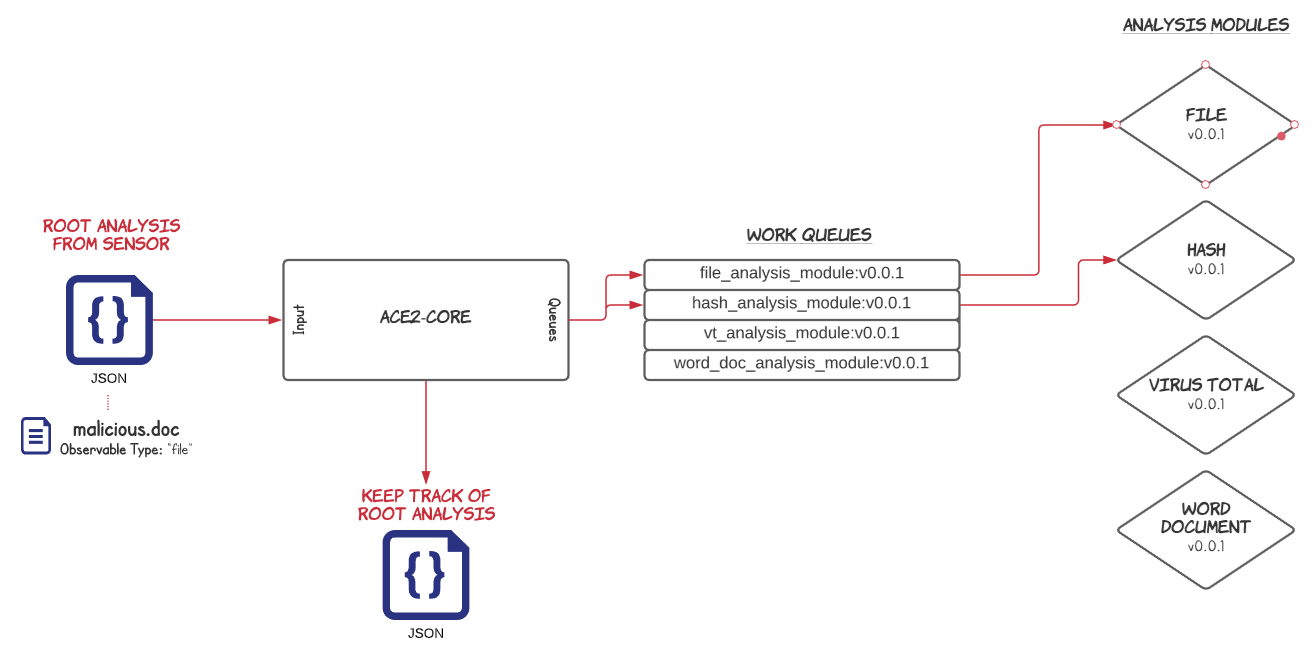 ANALYSIS MODULES
FILE
v0.0.1
ROOT ANALYSIS
FROM SENSOR
{}
JSON
malicious.doc
Observable Type: "file"
Input
ACE2-CORE
Queues
WORK QUEUES
file_analysis_module:v0.0.1
hash_analysis_module:v0.0.1
vt_analysis_module:v0.0.1
word_doc_analysis_module:v0.0.1
HASH
v0.0.1
VIRUS TOTAL
v0.0.1
WORD
DOCUMENT
v0.0.1
KEEP TRACK OF
ROOT ANALYSIS
{}
JSON